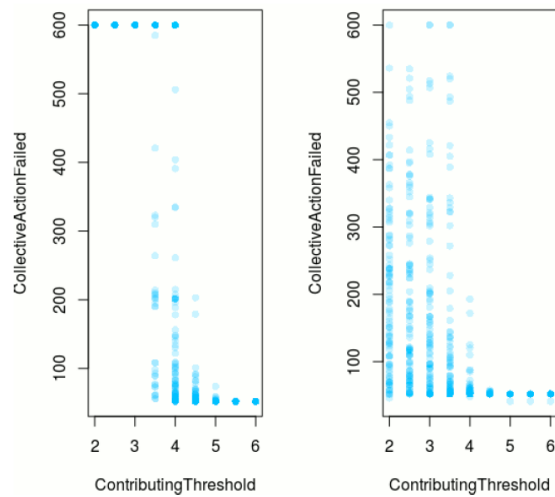 600
500
400
300
200
100
CollectiveActionFailed
2 3 4 5 6
ContributingThreshold
600
500
400
300
200
100
CollectiveActionFailed
2 3 4 5 6
ContributingThreshold